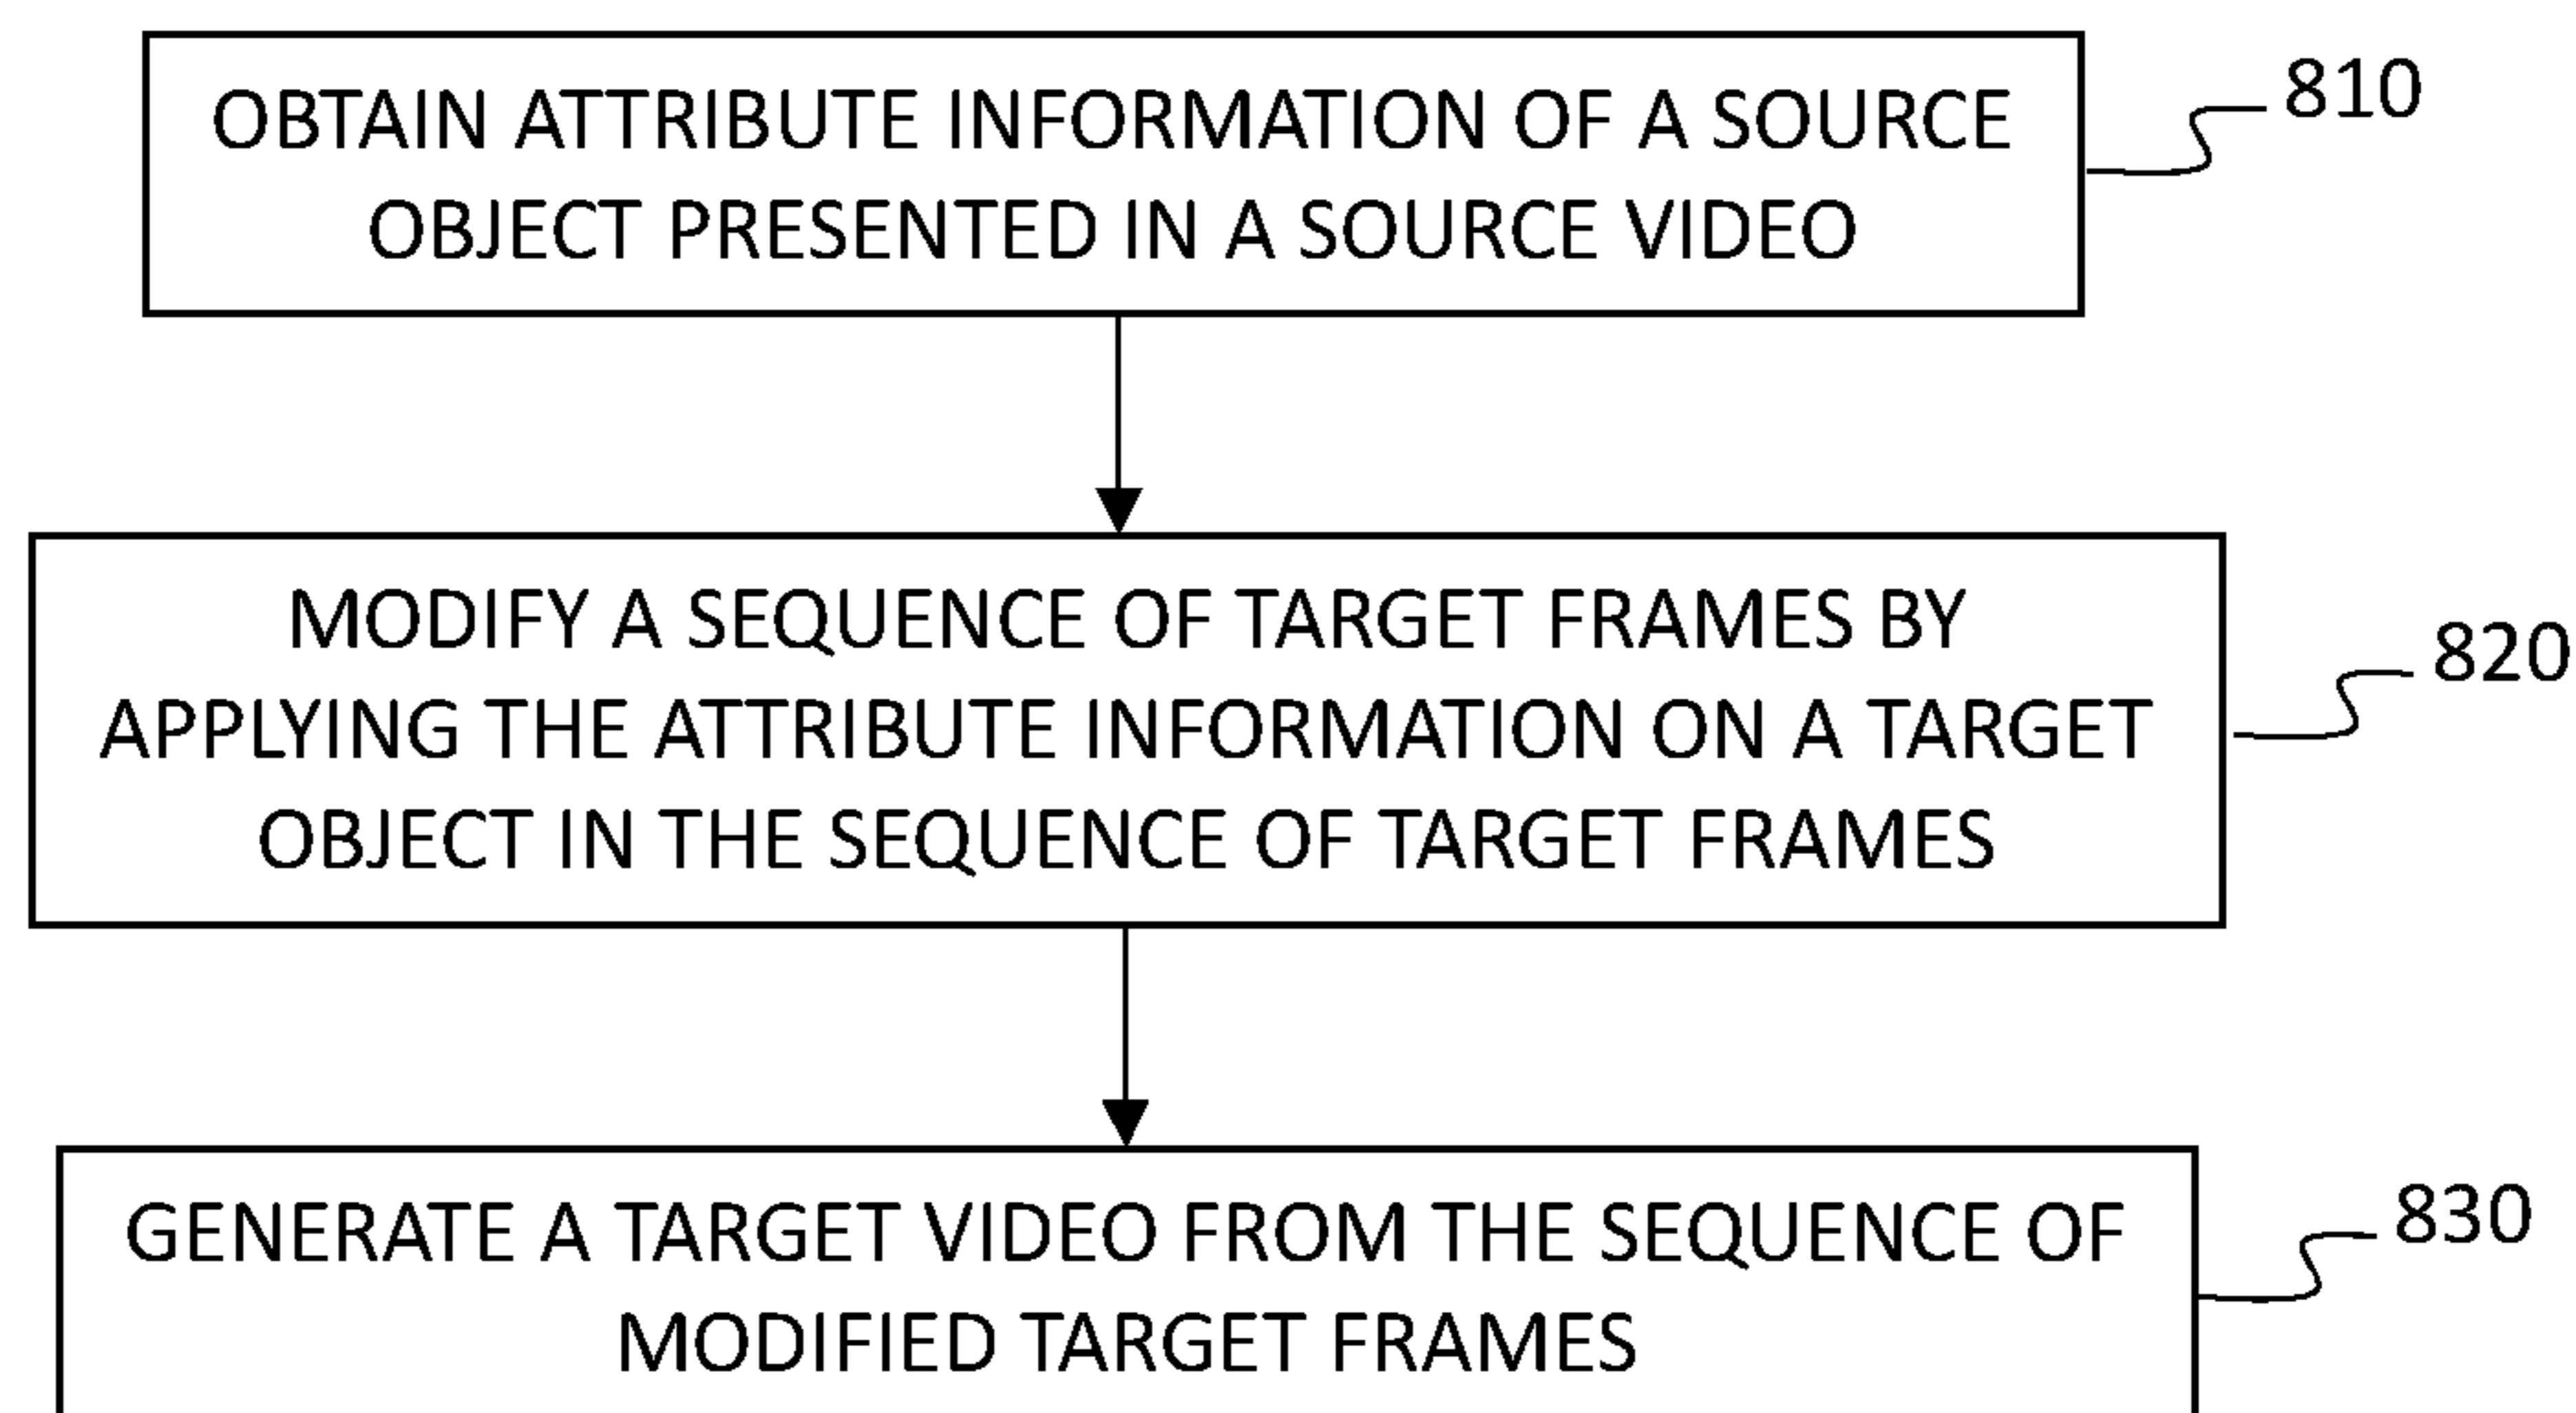 OBTAIN ATTRIBUTE INFORMATION OF A SOURCE
OBJECT PRESENTED IN A SOURCE VIDEO
810
MODIFY A SEQUENCE OF TARGET FRAMES BY
APPLYING THE ATTRIBUTE INFORMATION ON A TARGET
OBJECT IN THE SEQUENCE OF TARGET FRAMES
820
GENERATE A TARGET VIDEO FROM THE SEQUENCE OF
MODIFIED TARGET FRAMES
830